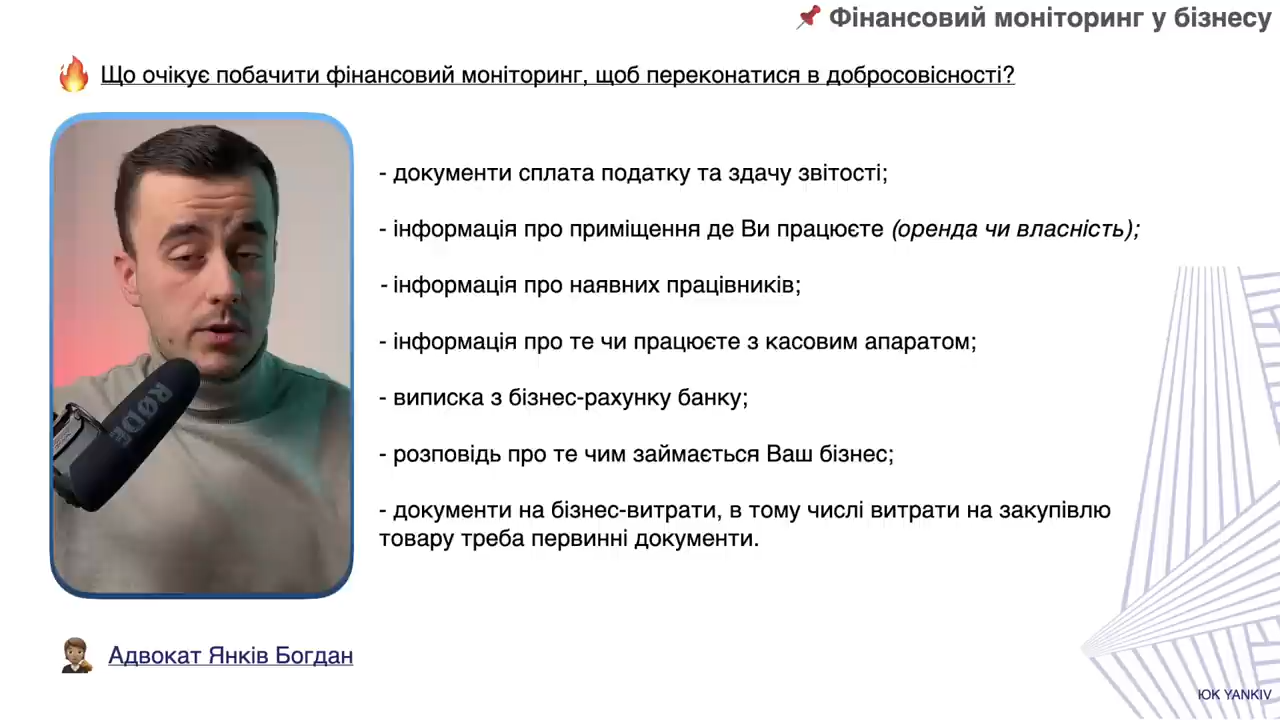 Фінансовий моніторинг у бізнесу
Що очікує побачити фінансовий моніторинг, щоб переконатися в добросовісності?
- документи сплата податку та здачу звітості;
- інформація про приміщення де Ви працюєте (оренда чи власність);
- інформація про наявних працівників;
- інформація про те чи працюєте з касовим апаратом;
- виписка з бізнес-рахунку банку;
- розповідь про те чим займається Ваш бізнес;
- документи на бізнес-витрати, в тому числі витрати на закупівлю
товару треба первинні документи.
RØDE
Адвокат Янків Богдан
ЮК YANKIV